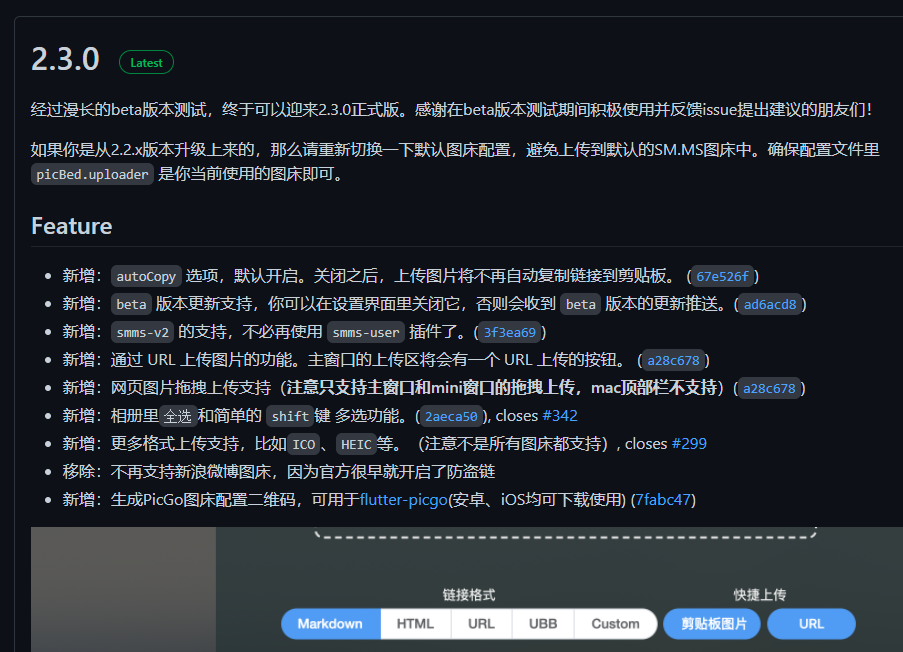 2.3.0 Latest
经过漫长的beta版本测试，终于可以迎来2.3.0正式版。感谢在beta版本测试期间积极使用并反馈issue提出建议的朋友们！
如果你是从2.2.x版本升级上来的，那么请重新切换一下默认图床配置，避免上传到默认的SM.MS图床中。确保配置文件里
picBed.uploader 是你当前使用的图床即可。
Feature
新增：autoCopy 选项，默认开启。关闭之后，上传图片将不再自动复制链接到剪贴板。 (67e526f)
新增：beta 版本更新支持，你可以在设置界面里关闭它，否则会收到 beta 版本的更新推送。(ad6acd8)
新增：smms-v2 的支持，不必再使用 smms-user 插件了。(3f3ea69)
新增：通过 URL 上传图片的功能。主窗口的上传区将会有一个 URL 上传的按钮。 (a28c678)
新增：网页图片拖拽上传支持（注意只支持主窗口和mini窗口的拖拽上传，mac顶部栏不支持）(a28c678)
新增：相册里全选和简单的 shift键 多选功能。(2aeca50), closes #342
新增：更多格式上传支持，比如ICO、HEIC等。（注意不是所有图床都支持）, closes #299
移除：不再支持新浪微博图床，因为官方很早就开启了防盗链
新增：生成PicGo图床配置二维码，可用于flutter-picgo(安卓、iOS均可下载使用) (7fabc47)
链接格式 快捷上传
Markdown HTML URL UBB Custom 剪贴板图片 URL